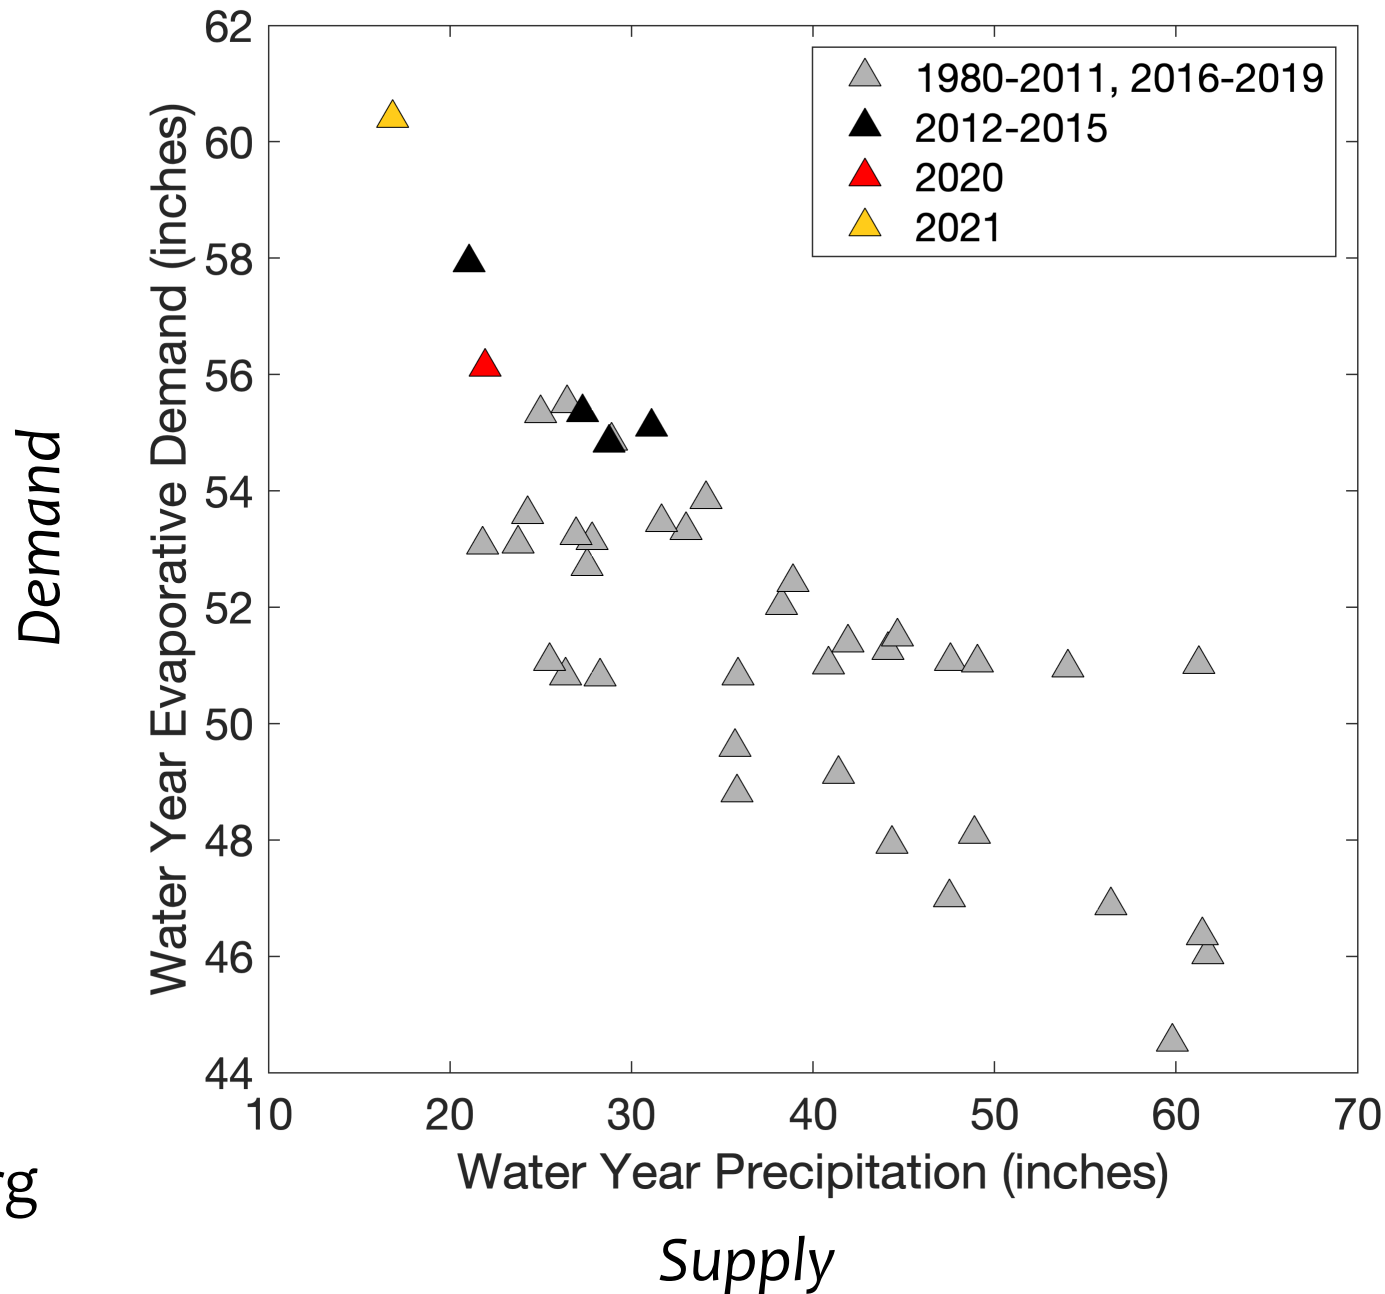 62
60
58
56
54
52
50
48
46
44
10 20 30 40 50 60 70
Water Year Evaporative Demand (inches)
Demand
1980-2011, 2016-2019
2012-2015
2020
2021
Water Year Precipitation (inches)
Supply